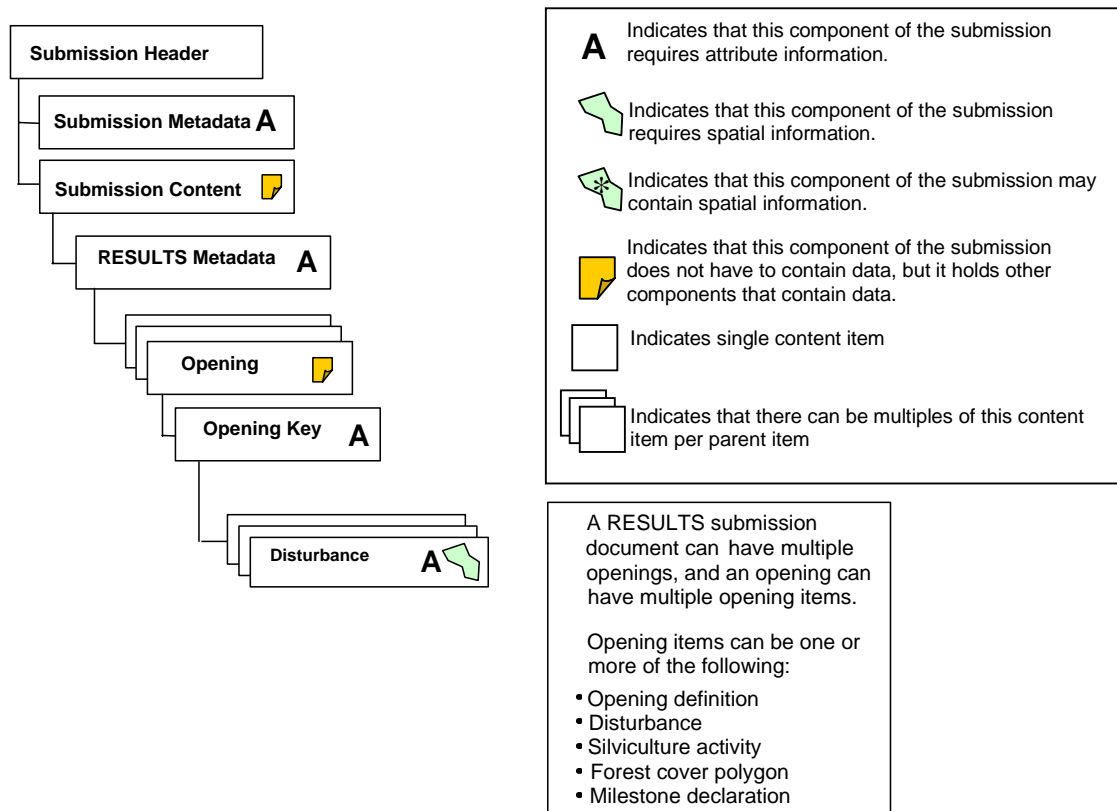 Submission Header
Submission Metadata A
Submission Content
RESULTS Metadata A
Opening
Opening Key A
Disturbance A
A Indicates that this component of the submission
requires attribute information.
Indicates that this component of the submission
requires spatial information.
Indicates that this component of the submission may
contain spatial information.
Indicates that this component of the submission
does not have to contain data, but it holds other
components that contain data.
Indicates single content item
Indicates that there can be multiples of this content
item per parent item
A RESULTS submission
document can have multiple
openings, and an opening can
have multiple opening items.
Opening items can be one or
more of the following:
• Opening definition
• Disturbance
• Silviculture activity
• Forest cover polygon
• Milestone declaration